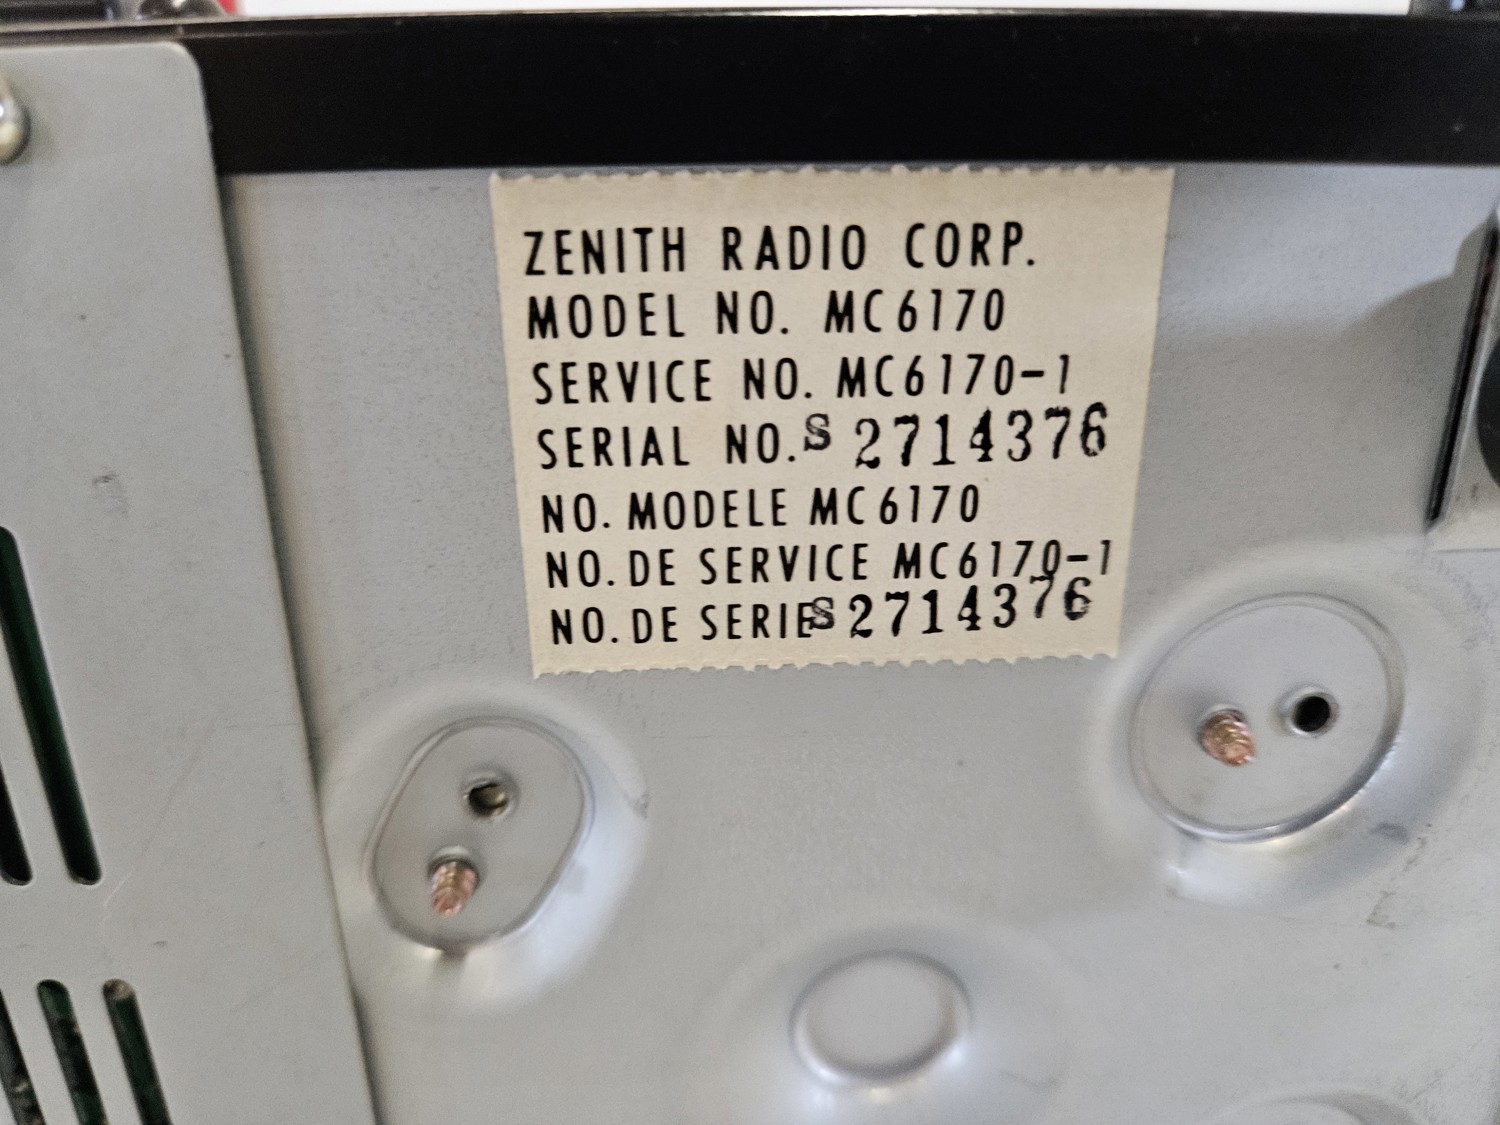 ZENITH RADIO CORP.
MODEL NO. MC6170
SERVICE NO. MC6170-1
SERIAL NO. S 2714376
NO. MODELE MC6170
NO. DE SERVICE MC6170-1
NO. DE SERIE S 2714376